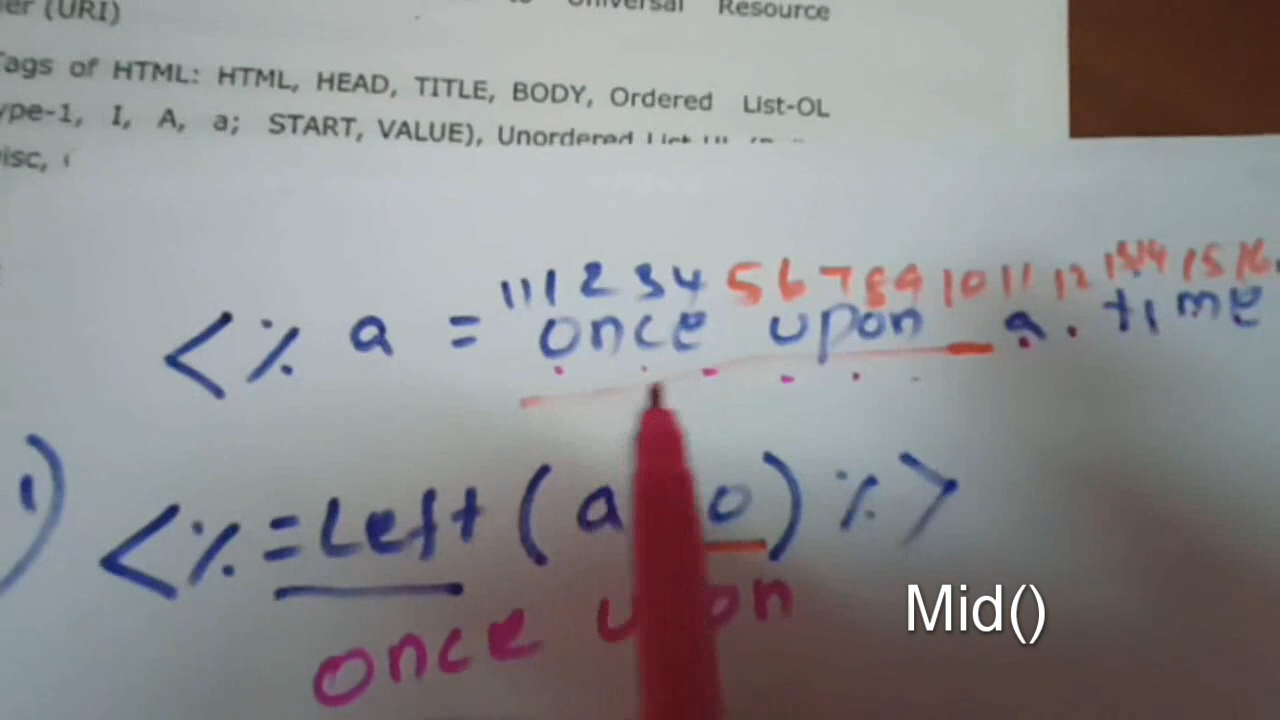 er (URI) Universal Resource
Tags of HTML: HTML, HEAD, TITLE, BODY, Ordered List-OL
ype-1, I, A, a; START, VALUE), Unordered
isc,
1 2 3 4 5 6 7 8 9 10 11 12 13 14 15 16
<% a = "once upon a time
1) <%=Left (a 0) %>
once upon
Mid()